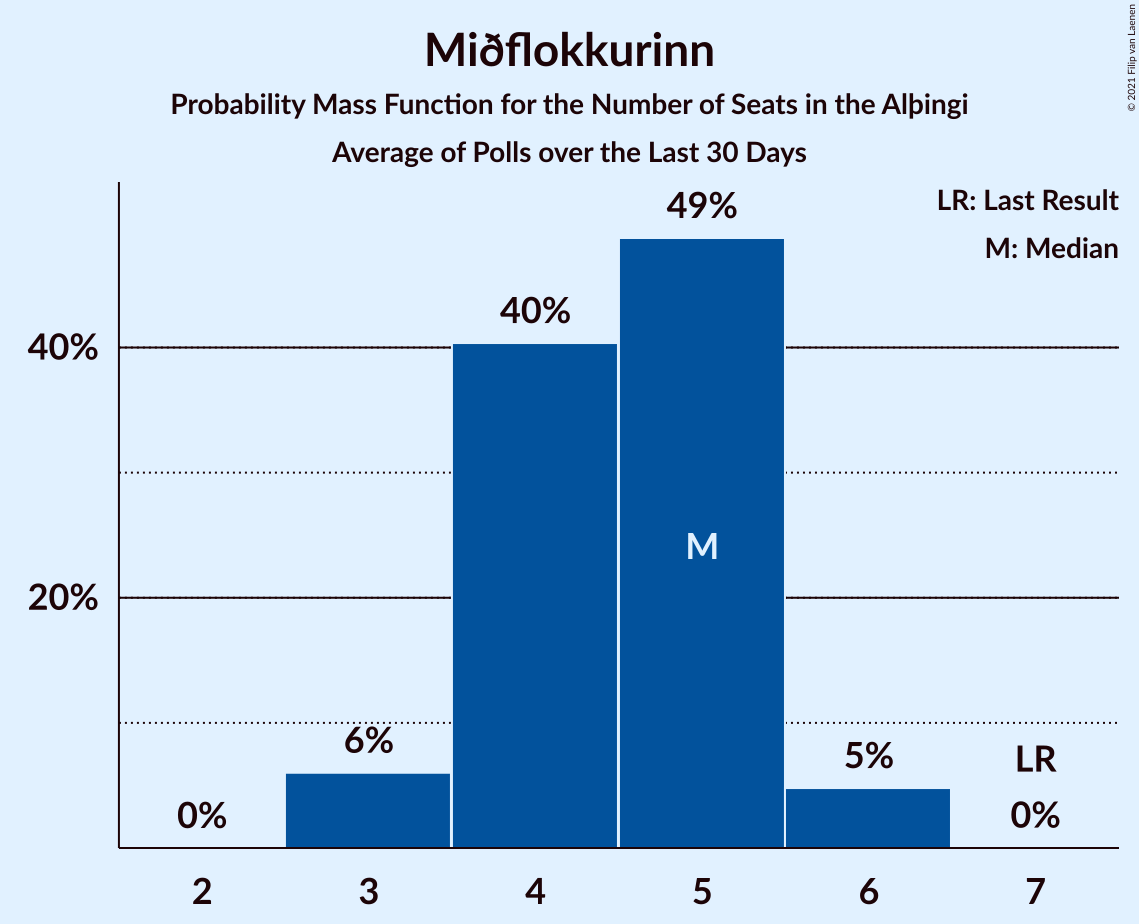 Miðflokkurinn
Probability Mass Function for the Number of Seats in the Alþingi
Average of Polls over the Last 30 Days
© 2021 Filip van Laenen
LR: Last Result
M: Median
49%
40%
40%
M
20%
6%
5%
LR
0%
0%
2 3 4 5 6 7